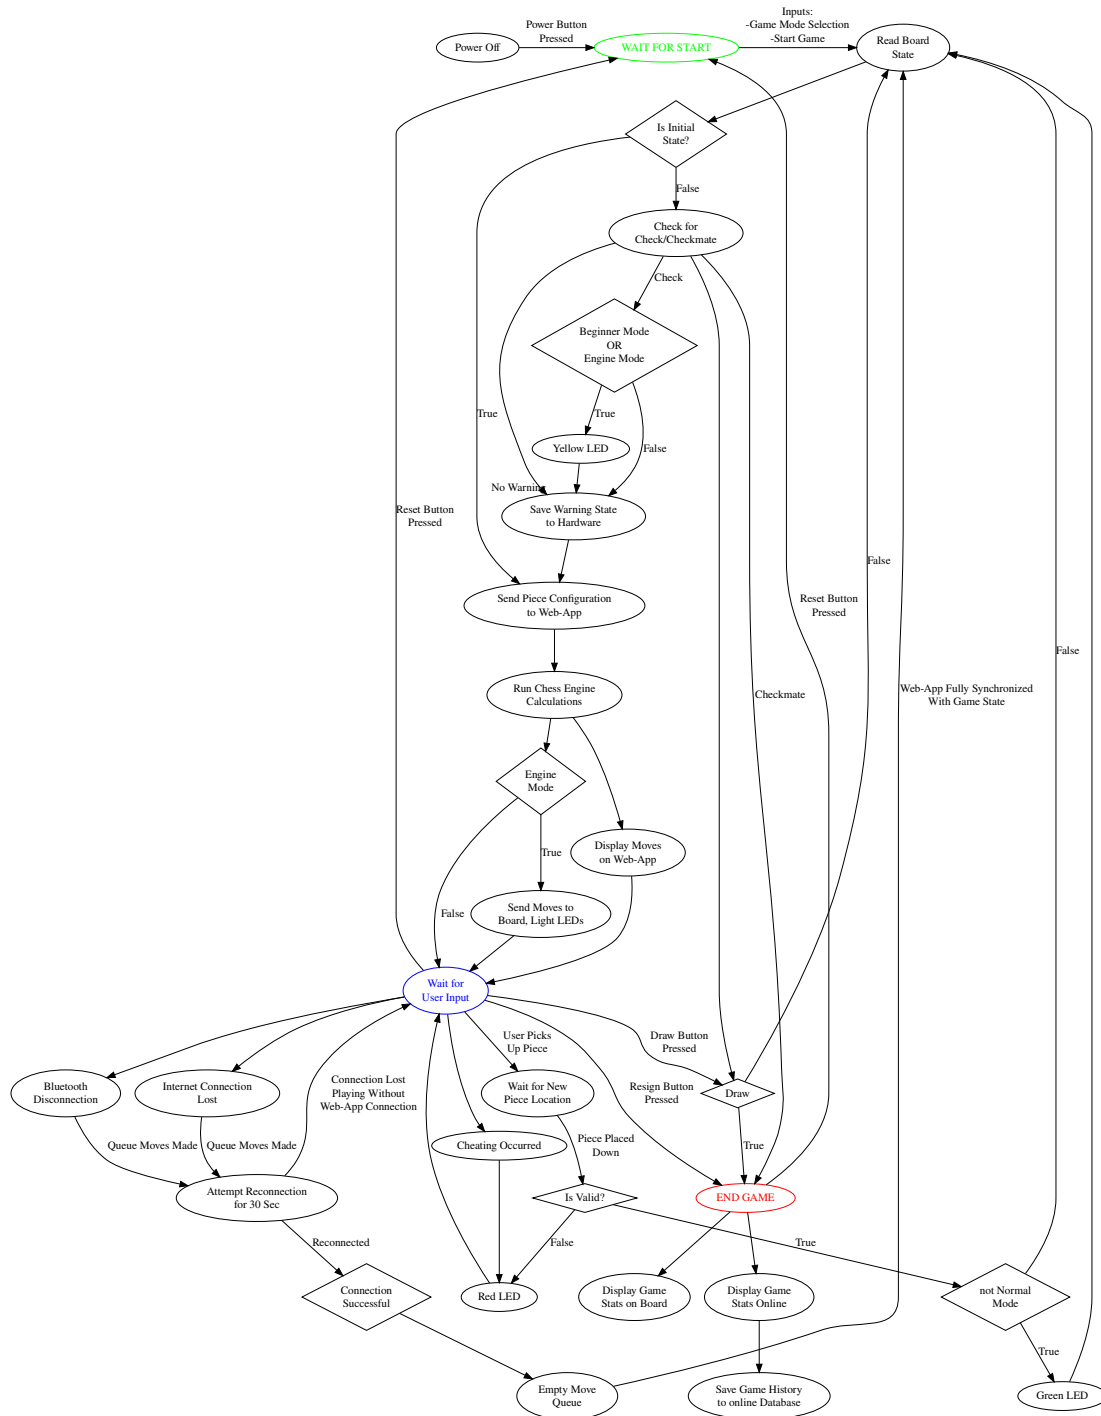 Inputs:
-Game Mode Selection
-Start Game
Power Button
Pressed
Power Off
WAIT FOR START
Read Board
State
Is Initial
State?
False
Check for
Check/Checkmate
Check
Beginner Mode
OR
Engine Mode
True
True
False
Yellow LED
No Warning
Save Warning State
to Hardware
Reset Button
Pressed
False
Send Piece Configuration
to Web-App
Reset Button
Pressed
False
Run Chess Engine
Calculations
Checkmate
Web-App Fully Synchronized
With Game State
Engine
Mode
True
Display Moves
on Web-App
False
Send Moves to
Board, Light LEDs
Wait for
User Input
User Picks
Up Piece
Draw Button
Pressed
Bluetooth
Disconnection
Internet Connection
Lost
Connection Lost
Playing Without
Web-App Connection
Wait for New
Piece Location
Resign Button
Pressed
Draw
Queue Moves Made
Queue Moves Made
Cheating Occurred
Piece Placed
Down
True
Attempt Reconnection
for 30 Sec
Is Valid?
END GAME
Reconnected
False
True
Connection
Successful
Red LED
Display Game
Stats on Board
Display Game
Stats Online
not Normal
Mode
True
Empty Move
Queue
Save Game History
to online Database
Green LED